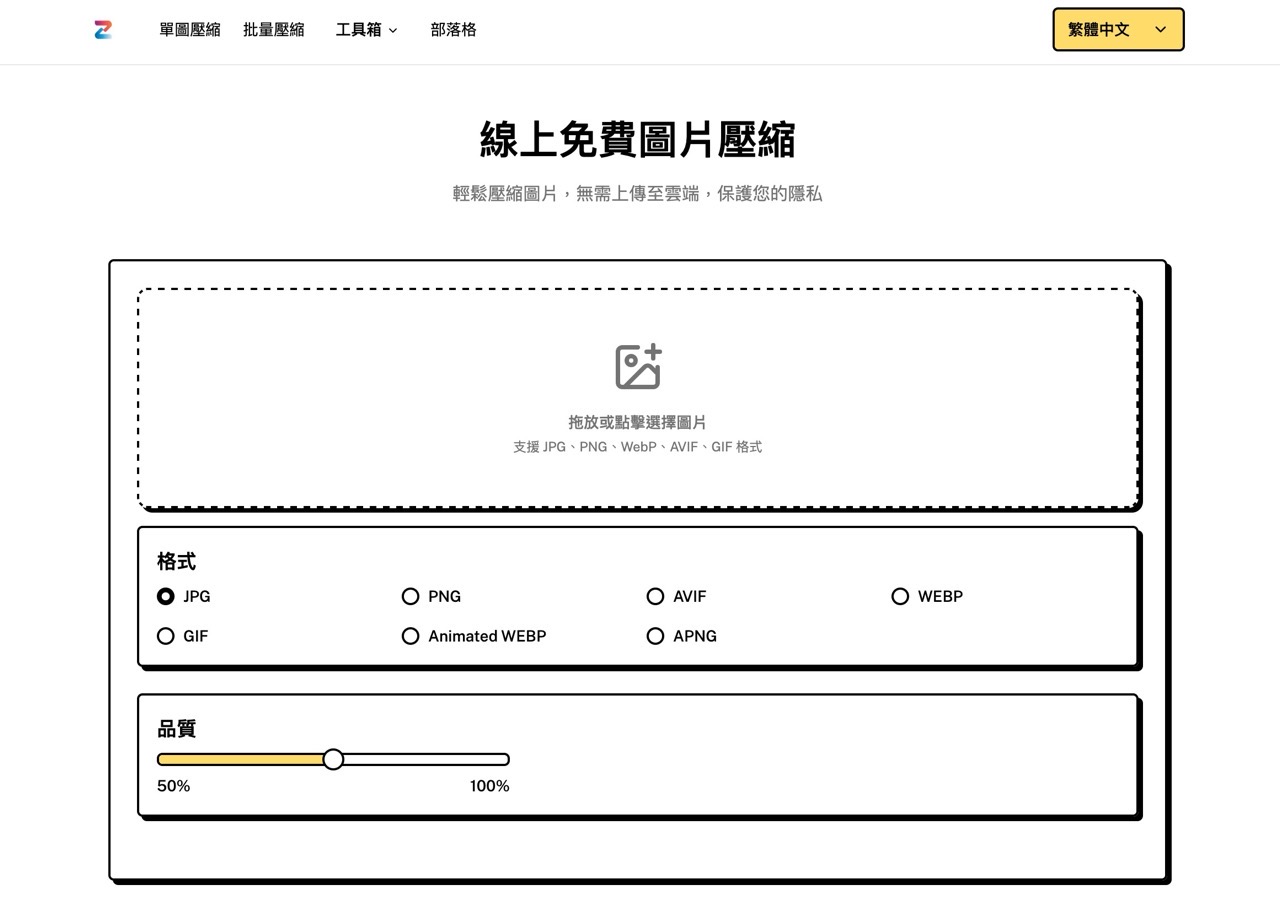 單圖壓縮 批量壓縮 工具箱 部落格 繁體中文
線上免費圖片壓縮
輕鬆壓縮圖片，無需上傳至雲端，保護您的隱私
拖放或點擊選擇圖片
支援 JPG、PNG、WebP、AVIF、GIF 格式
格式
JPG PNG AVIF WEBP
GIF Animated WEBP APNG
品質
50% 100%